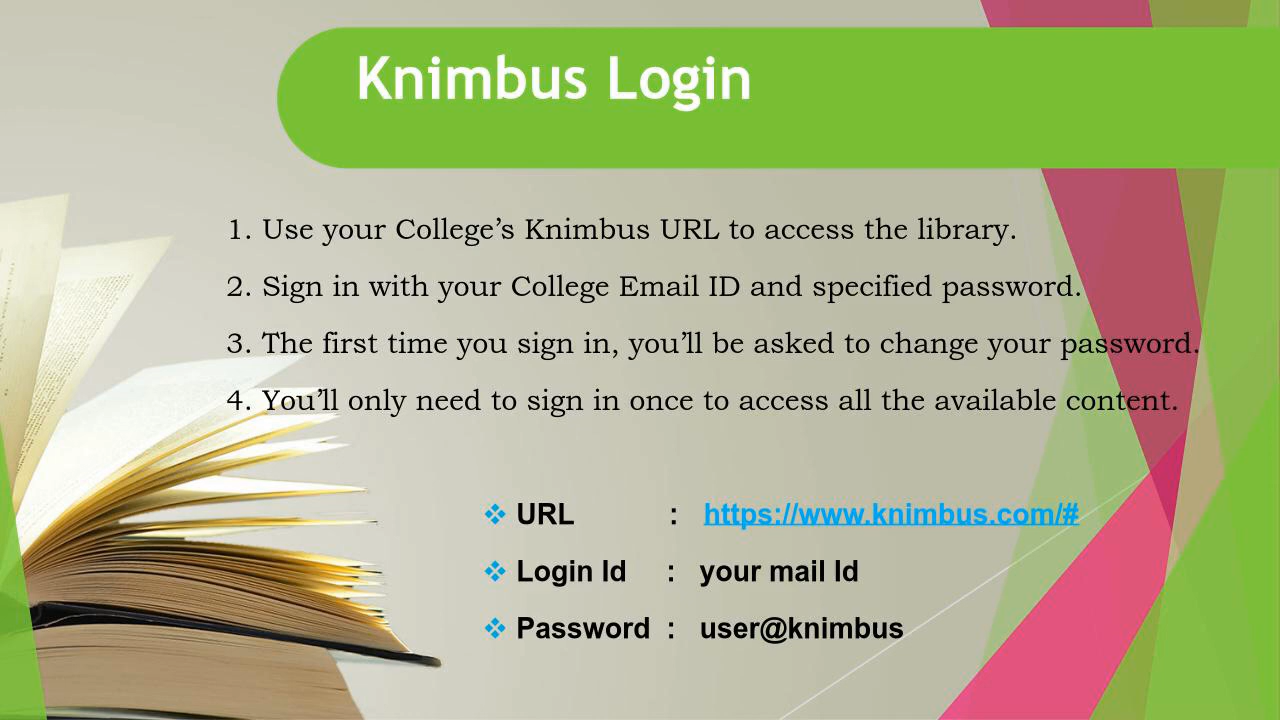 Knimbus Login
1. Use your College’s Knimbus URL to access the library.
2. Sign in with your College Email ID and specified password.
3. The first time you sign in, you’ll be asked to change your password.
4. You’ll only need to sign in once to access all the available content.
❖ URL : https://www.knimbus.com/#
❖ Login Id : your mail Id
❖ Password : user@knimbus